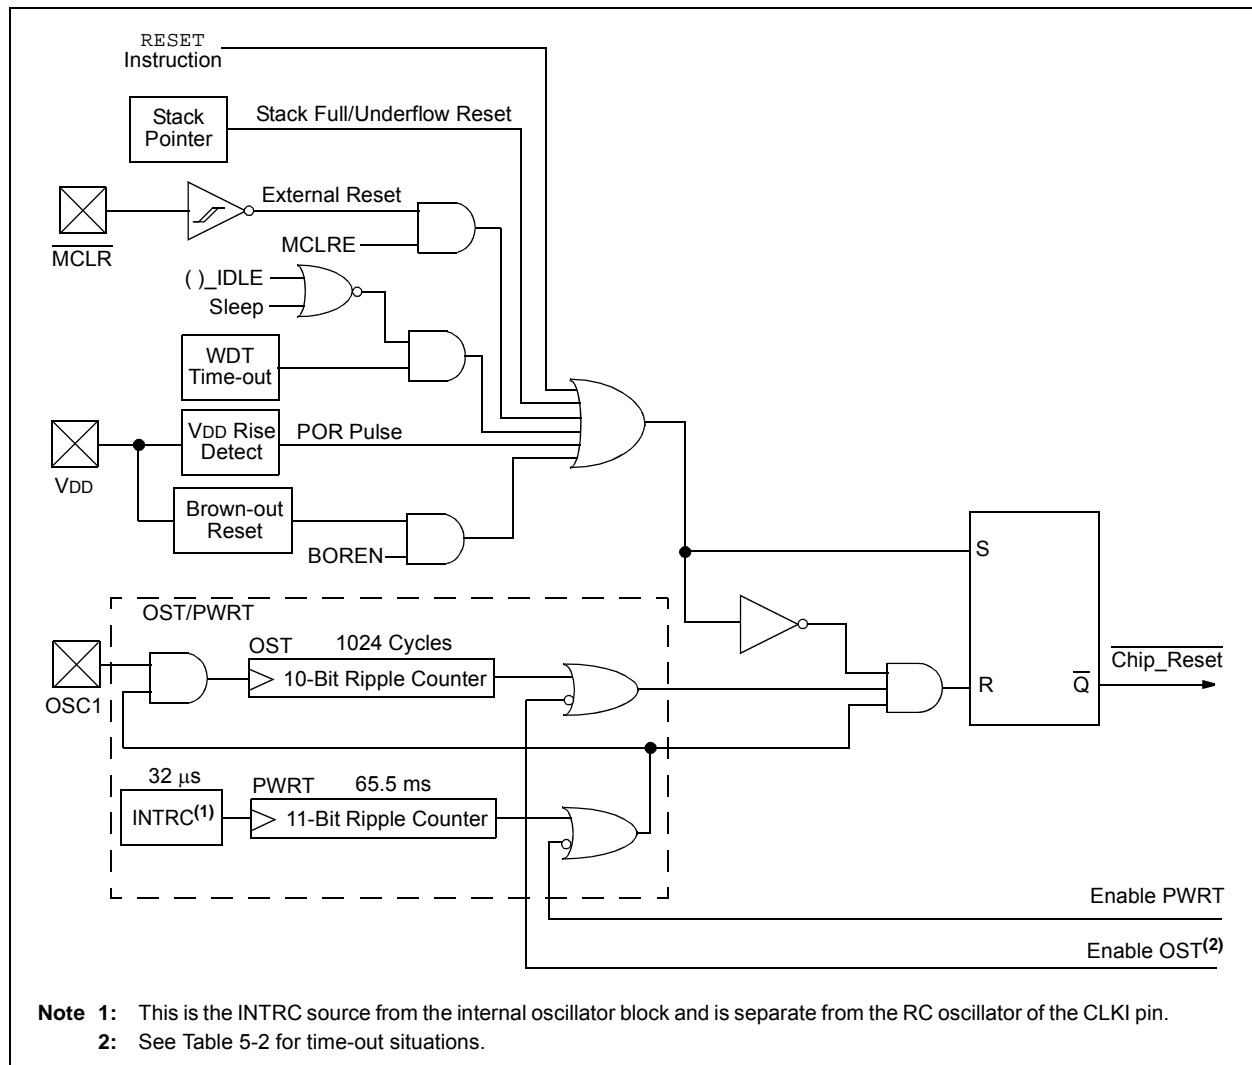 RESET
Instruction
Stack
Pointer
Stack Full/Underflow Reset
External Reset
MCLR
MCLRE
( )_IDLE
Sleep
WDT
Time-out
VDD Rise
Detect
POR Pulse
VDD
Brown-out
Reset
BOREN
S
OST/PWRT
OST
1024 Cycles
10-Bit Ripple Counter
OSC1
R
Q
Chip_Reset
32 μs
INTRC(1)
PWRT
65.5 ms
11-Bit Ripple Counter
Enable PWRT
Enable OST(2)
Note 1: This is the INTRC source from the internal oscillator block and is separate from the RC oscillator of the CLKI pin.
2: See Table 5-2 for time-out situations.